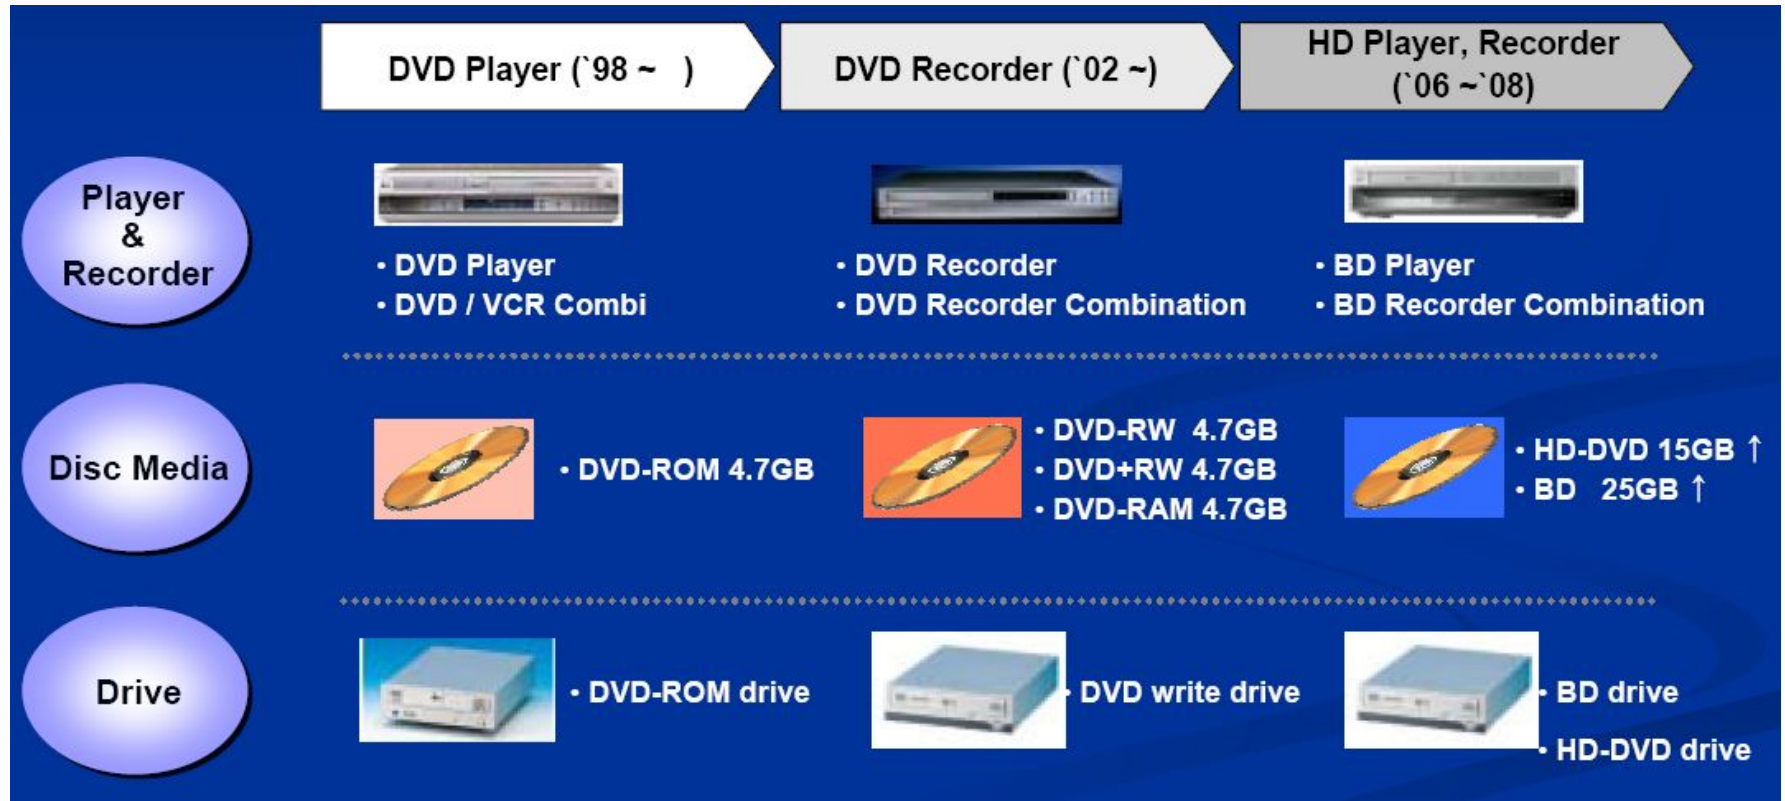 DVD Player (`98 ~   )
DVD Recorder (`02 ~)
HD Player, Recorder
(`06 ~`08)
Player
&
Recorder
• DVD Player
• DVD / VCR Combi
• DVD Recorder
• DVD Recorder Combination
• BD Player
• BD Recorder Combination
Disc Media
• DVD-ROM 4.7GB
• DVD-RW  4.7GB
• DVD+RW 4.7GB
• DVD-RAM 4.7GB
• HD-DVD 15GB ↑
• BD   25GB ↑
Drive
• DVD-ROM drive
• DVD write drive
• BD drive
• HD-DVD drive